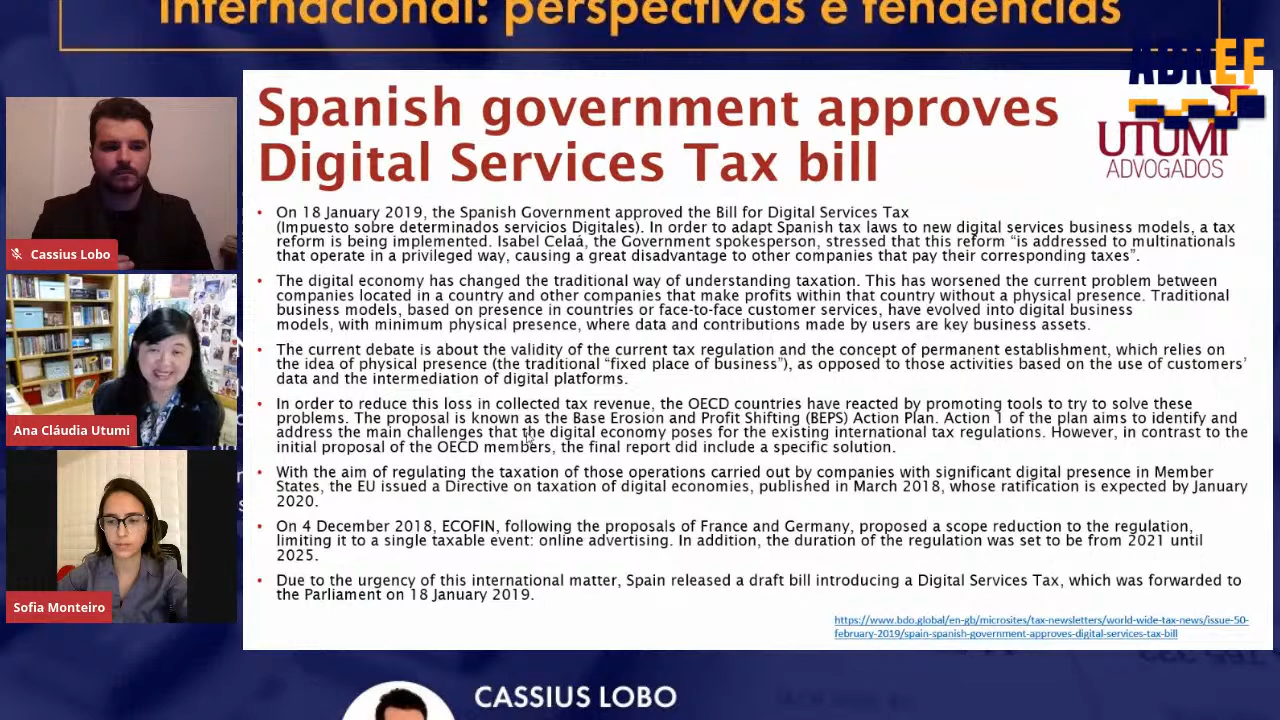 Internacional: perspectivas e tendências
ABREF
Spanish government approves
Digital Services Tax bill
UTUMI
ADVOGADOS
• On 18 January 2019, the Spanish Government approved the Bill for Digital Services Tax
(Impuesto sobre determinados servicios Digitales). In order to adapt Spanish tax laws to new digital services business models, a tax
reform is being implemented. Isabel Celaá, the Government spokesperson, stressed that this reform “is addressed to multinationals
that operate in a privileged way, causing a great disadvantage to other companies that pay their corresponding taxes”.
• The digital economy has changed the traditional way of understanding taxation. This has worsened the current problem between
companies located in a country and other companies that make profits within that country without a physical presence. Traditional
business models, based on presence in countries or face-to-face customer services, have evolved into digital business
models, with minimum physical presence, where data and contributions made by users are key business assets.
• The current debate is about the validity of the current tax regulation and the concept of permanent establishment, which relies on
the idea of physical presence (the traditional “fixed place of business”), as opposed to those activities based on the use of customers’
data and the intermediation of digital platforms.
• In order to reduce this loss in collected tax revenue, the OECD countries have reacted by promoting tools to try to solve these
problems. The proposal is known as the Base Erosion and Profit Shifting (BEPS) Action Plan. Action 1 of the plan aims to identify and
address the main challenges that the digital economy poses for the existing international tax regulations. However, in contrast to the
initial proposal of the OECD members, the final report did include a specific solution.
• With the aim of regulating the taxation of those operations carried out by companies with significant digital presence in Member
States, the EU issued a Directive on taxation of digital economies, published in March 2018, whose ratification is expected by January
2020.
• On 4 December 2018, ECOFIN, following the proposals of France and Germany, proposed a scope reduction to the regulation,
limiting it to a single taxable event: online advertising. In addition, the duration of the regulation was set to be from 2021 until
2025.
• Due to the urgency of this international matter, Spain released a draft bill introducing a Digital Services Tax, which was forwarded to
the Parliament on 18 January 2019.
https://www.bdo.global/en-gb/microsites/tax-newsletters/world-wide-tax-news/issue-50-
february-2019/spain-spanish-government-approves-digital-services-tax-bill
Cassius Lobo
Ana Cláudia Utumi
Sofia Monteiro
CASSIUS LOBO